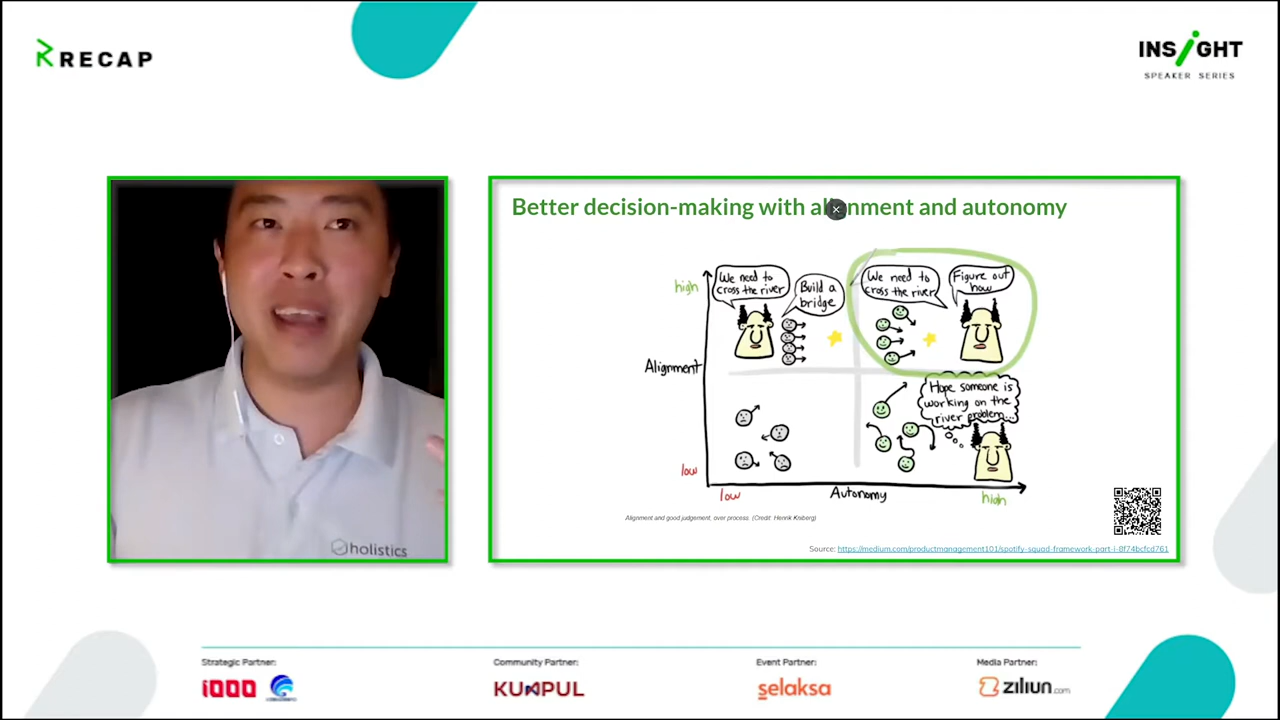 RECAP
INSIGHT
SPEAKER SERIES
holistics
Better decision-making with alignment and autonomy
high
Alignment
low
low
Autonomy
high
We need to
cross the river
Build a
bridge
We need to
cross the river
Figure out
how
Hope someone is
working on the
river problem...
Alignment and good judgement, over process. (Credit: Henrik Kniberg)
Source: https://medium.com/productmanagement101/spotify-squad-framework-part-i-8f74bcfcd761
Strategic Partner:
1000
Community Partner:
KUMPUL
Event Partner:
selaksa
Media Partner:
ziliun.com